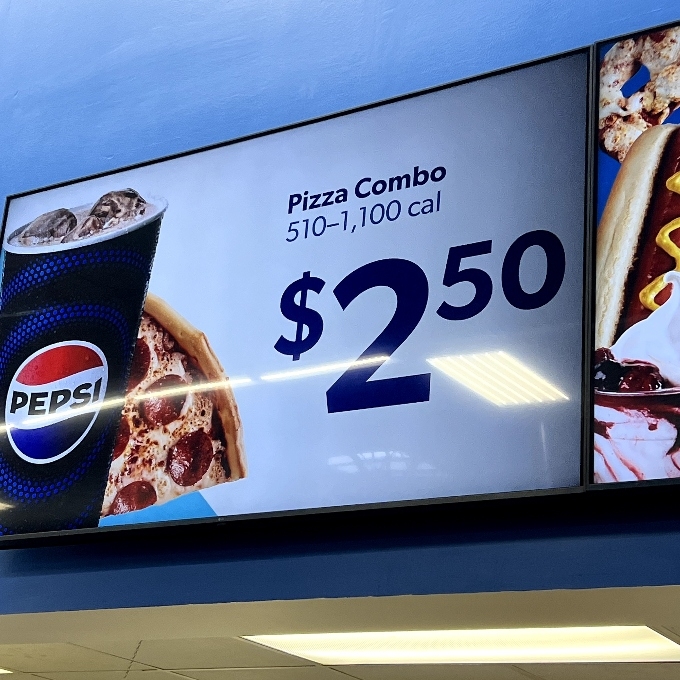 Pizza Combo
510–1,100 cal
$2.50
PEPSI